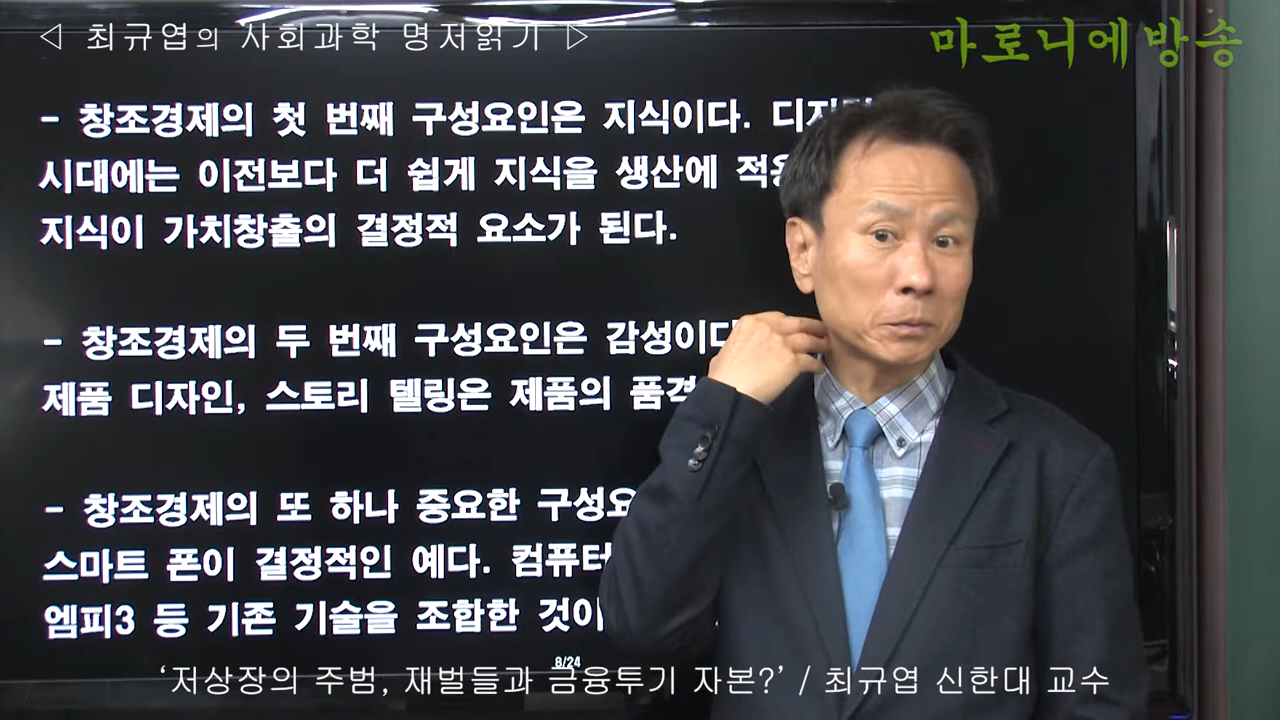 ◁ 최규엽의 사회과학 명저읽기 ▷
마로니에방송
- 창조경제의 첫 번째 구성요인은 지식이다.
시대에는 이전보다 더 쉽게 지식을 생산에
지식이 가치창출의 결정적 요소가 된다.
- 창조경제의 두 번째 구성요인은 감성이다
제품 디자인, 스토리 텔링은 제품의 품격
- 창조경제의 또 하나 중요한
스마트 폰이 결정적인 예다. 컴퓨터
엠피3 등 기존 기술을 조합한 것이
8/24
‘저상장의 주범, 재벌들과 금융투기 자본?’ / 최규엽 신한대 교수